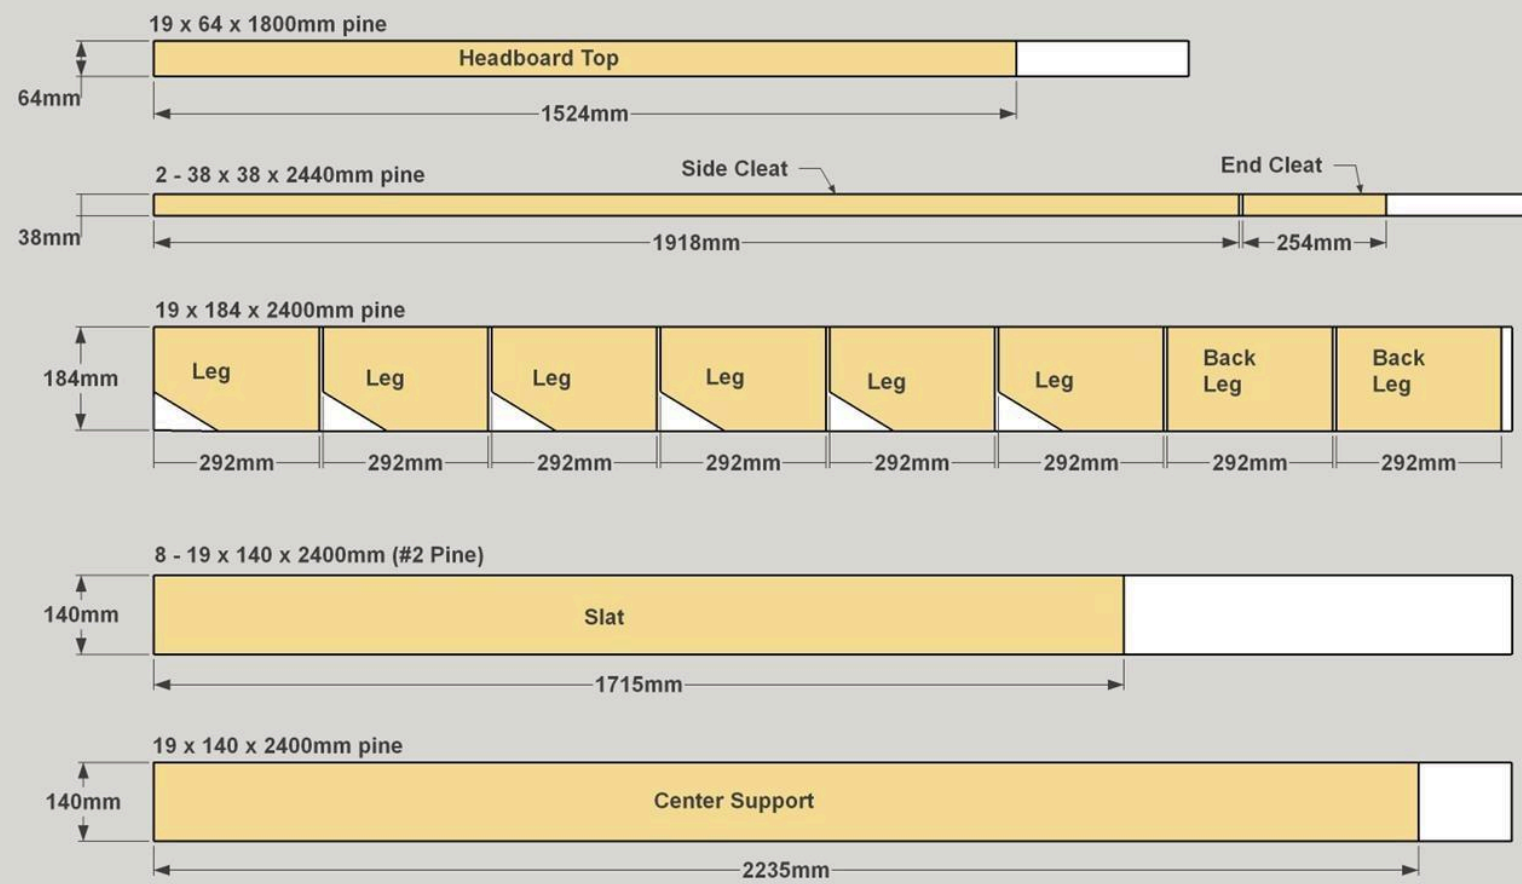 19 x 64 x 1800mm pine
Headboard Top
64mm
1524mm
2 - 38 x 38 x 2440mm pine
Side Cleat
End Cleat
38mm
1918mm
254mm
19 x 184 x 2400mm pine
184mm
Leg
Leg
Leg
Leg
Leg
Leg
Back
Leg
Back
Leg
292mm
292mm
292mm
292mm
292mm
292mm
292mm
292mm
8 - 19 x 140 x 2400mm (#2 Pine)
140mm
Slat
1715mm
19 x 140 x 2400mm pine
140mm
Center Support
2235mm